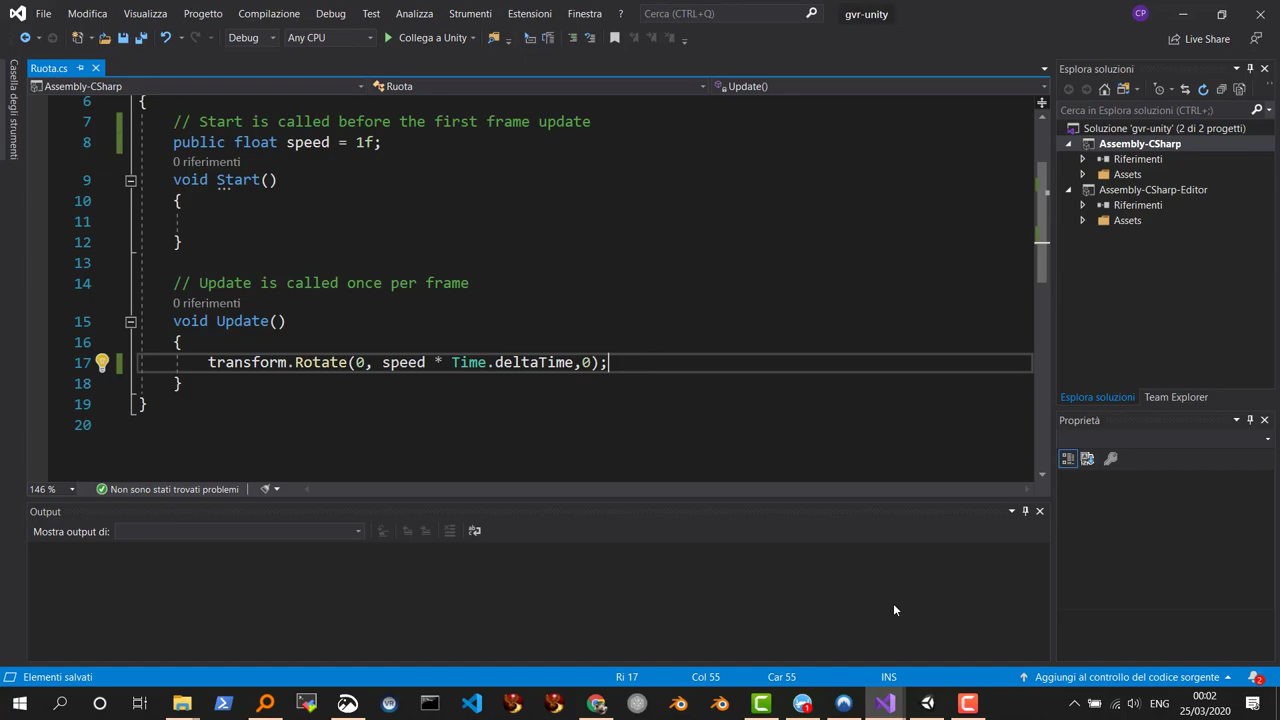 File Modifica Visualizza Progetto Compilazione Debug Test Analizza Strumenti Estensioni Finestra ? Cerca (CTRL+Q) gvr-unity CP
Debug Any CPU Collega a Unity Live Share
Casella degli strumenti
Ruota.cs
Assembly-CSharp Ruota Update()
6 {
7 // Start is called before the first frame update
8 public float speed = 1f;
0 riferimenti
9 void Start()
10 {
11
12 }
13
14 // Update is called once per frame
0 riferimenti
15 void Update()
16 {
17 transform.Rotate(0, speed * Time.deltaTime,0);
18 }
19 }
20
146 % Non sono stati trovati problemi
Output
Mostra output di:
Esplora soluzioni
Cerca in Esplora soluzioni (CTRL+;)
Soluzione 'gvr-unity' (2 di 2 progetti)
Assembly-CSharp
Riferimenti
Assets
Assembly-CSharp-Editor
Riferimenti
Assets
Esplora soluzioni Team Explorer
Proprietà
Elementi salvati Ri 17 Col 55 Car 55 INS Aggiungi al controllo del codice sorgente 2
ENG 00:02
25/03/2020